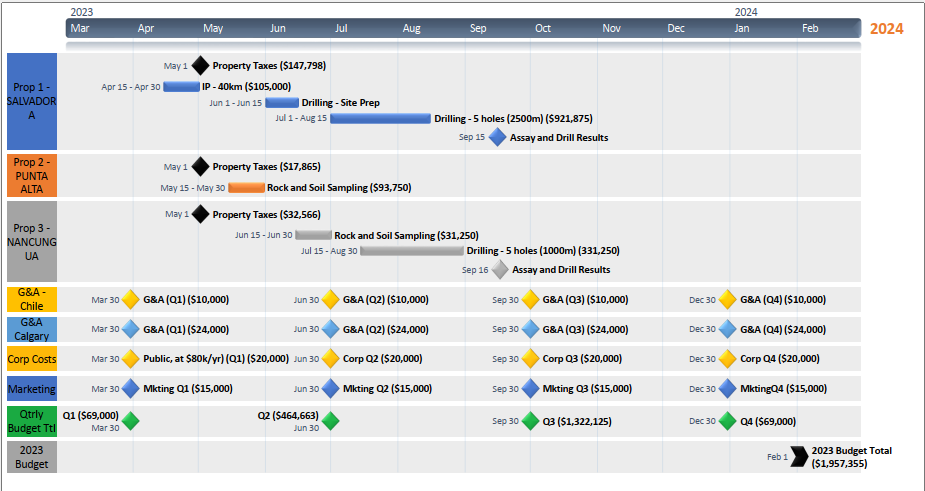 2023
2024
Mar Apr May Jun Jul Aug Sep Oct Nov Dec Jan Feb
2024
Prop 1 -
SALVADOR
A
May 1 Property Taxes ($147,798)
Apr 15 - Apr 30 IP - 40km ($105,000)
Jun 1 - Jun 15 Drilling - Site Prep
Jul 1 - Aug 15 Drilling - 5 holes (2500m) ($921,875)
Sep 15 Assay and Drill Results
Prop 2 -
PUNTA
ALTA
May 1 Property Taxes ($17,865)
May 15 - May 30 Rock and Soil Sampling ($93,750)
Prop 3 -
NANCUNG
UA
May 1 Property Taxes ($32,566)
Jun 15 - Jun 30 Rock and Soil Sampling ($31,250)
Jul 15 - Aug 30 Drilling - 5 holes (1000m) (331,250)
Sep 16 Assay and Drill Results
G&A -
Chile
Mar 30 G&A (Q1) ($10,000) Jun 30 G&A (Q2) ($10,000) Sep 30 G&A (Q3) ($10,000) Dec 30 G&A (Q4) ($10,000)
G&A
Calgary
Mar 30 G&A (Q1) ($24,000) Jun 30 G&A (Q2) ($24,000) Sep 30 G&A (Q3) ($24,000) Dec 30 G&A (Q4) ($24,000)
Corp Costs
Mar 30 Public, at $80k/yr) (Q1) ($20,000) Jun 30 Corp Q2 ($20,000) Sep 30 Corp Q3 ($20,000) Dec 30 Corp Q4 ($20,000)
Marketing
Mar 30 Mkting Q1 ($15,000) Jun 30 Mkting Q2 ($15,000) Sep 30 Mkting Q3 ($15,000) Dec 30 MktingQ4 ($15,000)
Qtrly
Budget Ttl
Q1 ($69,000)
Mar 30
Q2 ($464,663)
Jun 30
Sep 30 Q3 ($1,322,125)
Dec 30 Q4 ($69,000)
2023
Budget
Feb 1
2023 Budget Total
($1,957,355)